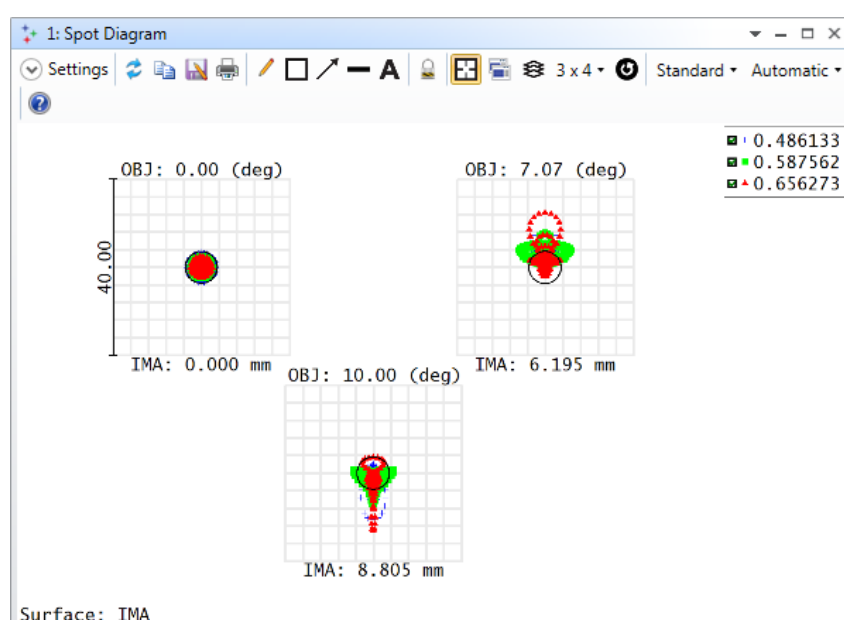 1: Spot Diagram
Settings
A
3 x 4
Standard
Automatic
?
0.486133
0.587562
0.656273
OBJ: 0.00 (deg)
OBJ: 7.07 (deg)
40.00
IMA: 0.000 mm
IMA: 6.195 mm
OBJ: 10.00 (deg)
IMA: 8.805 mm
Surface: IMA